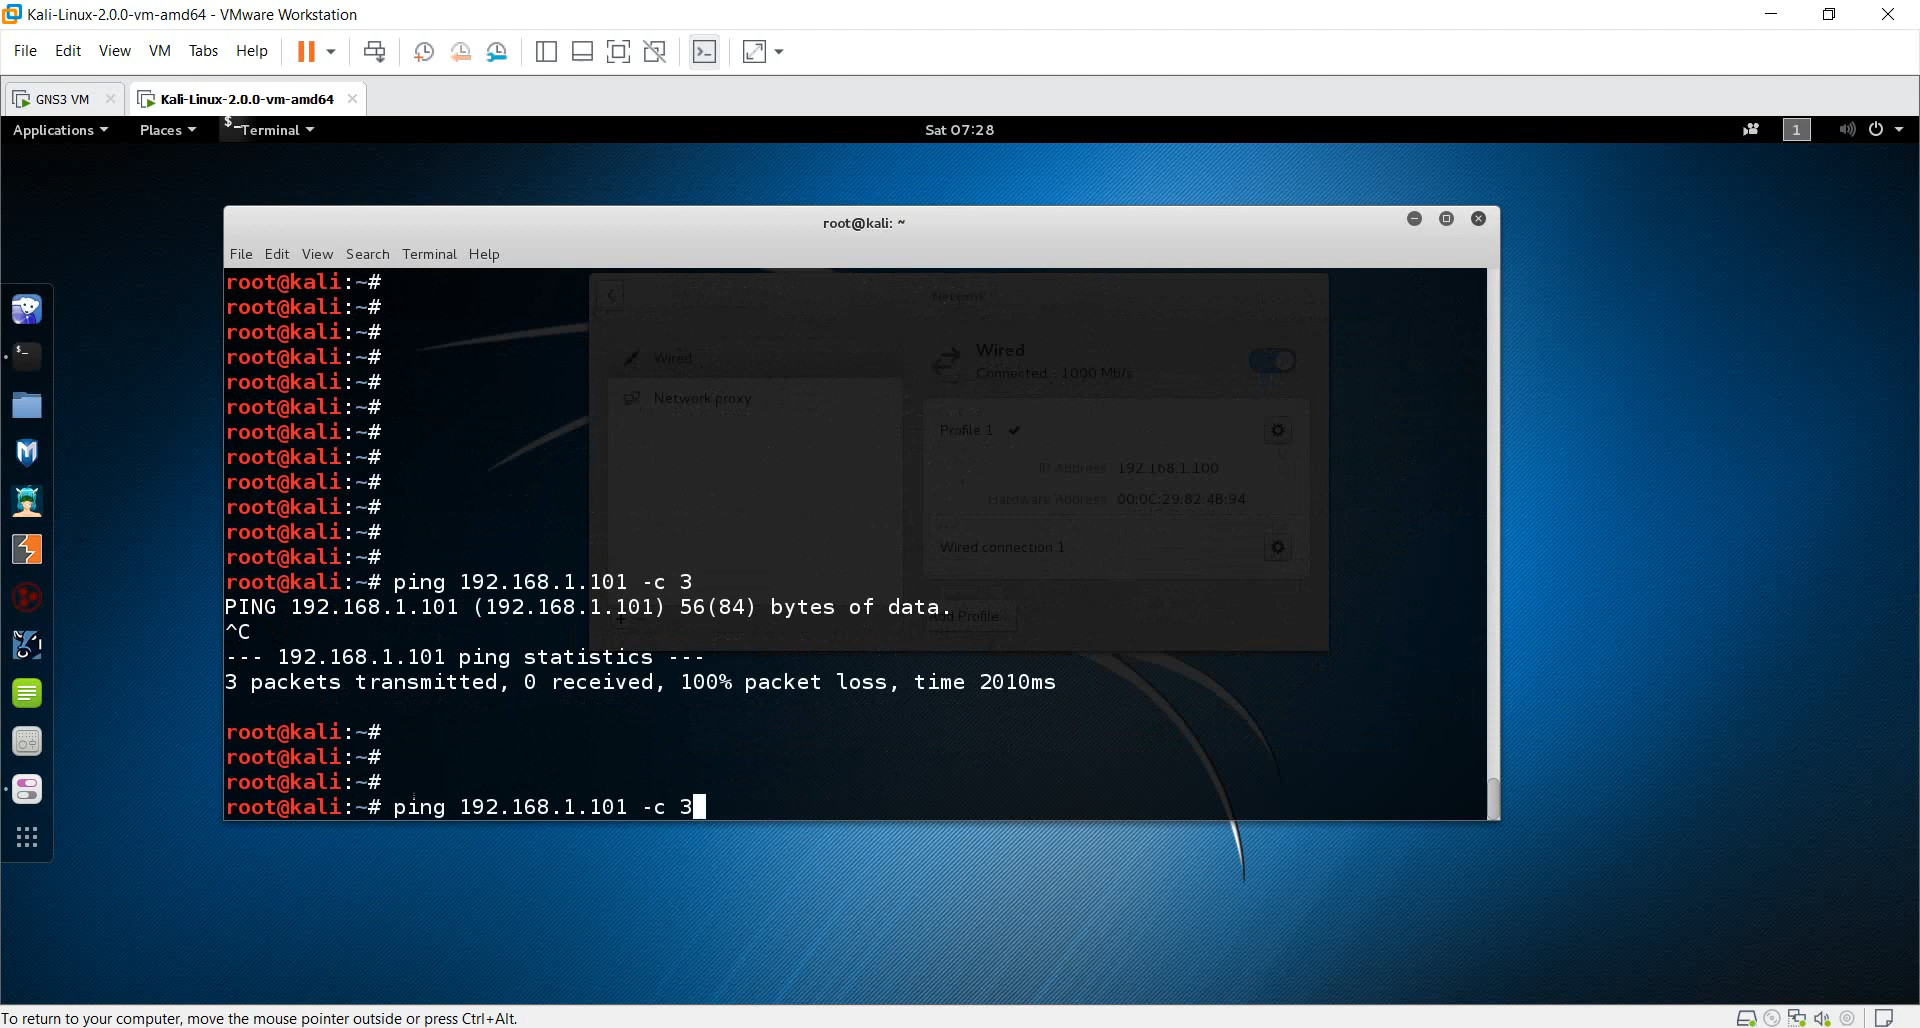 Kali-Linux-2.0.0-vm-amd64 - VMware Workstation
File Edit View VM Tabs Help
GNS3 VM
Kali-Linux-2.0.0-vm-amd64
Applications Places Terminal Sat 07:28 1
root@kali: ~
File Edit View Search Terminal Help
root@kali:~#
root@kali:~#
root@kali:~#
root@kali:~#
root@kali:~#
root@kali:~#
root@kali:~#
root@kali:~#
root@kali:~#
root@kali:~#
root@kali:~#
root@kali:~#
root@kali:~# ping 192.168.1.101 -c 3
PING 192.168.1.101 (192.168.1.101) 56(84) bytes of data.
^C
--- 192.168.1.101 ping statistics ---
3 packets transmitted, 0 received, 100% packet loss, time 2010ms
root@kali:~#
root@kali:~#
root@kali:~#
root@kali:~# ping 192.168.1.101 -c 3
Network
Wired
Network proxy
Wired
Connected - 1000 Mb/s
Profile 1
IP Address 192.168.1.100
Hardware Address 00:0C:29:82:4B:94
Wired connection 1
Add Profile...
To return to your computer, move the mouse pointer outside or press Ctrl+Alt.